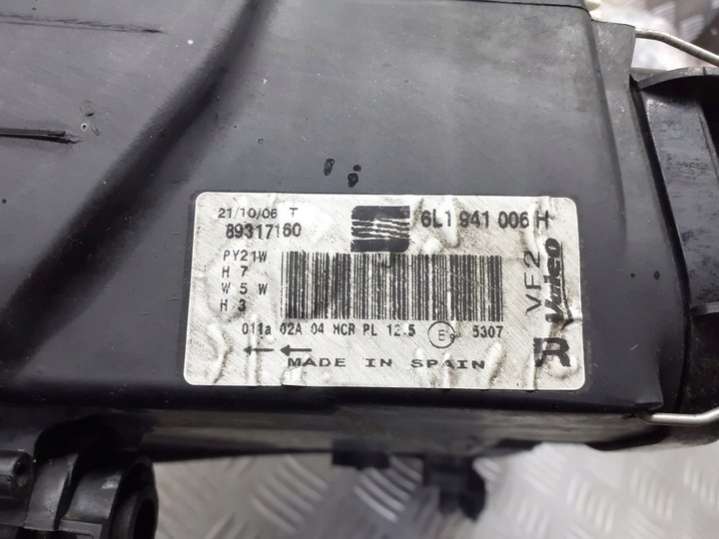 21/10/06 T
89317160
6L1 941 006 H
PY21W
H 7
W 5 W
H 3
VF2
Valeo
011a 02A 04 HCR PL 12.5 E9 5307
MADE IN SPAIN
R